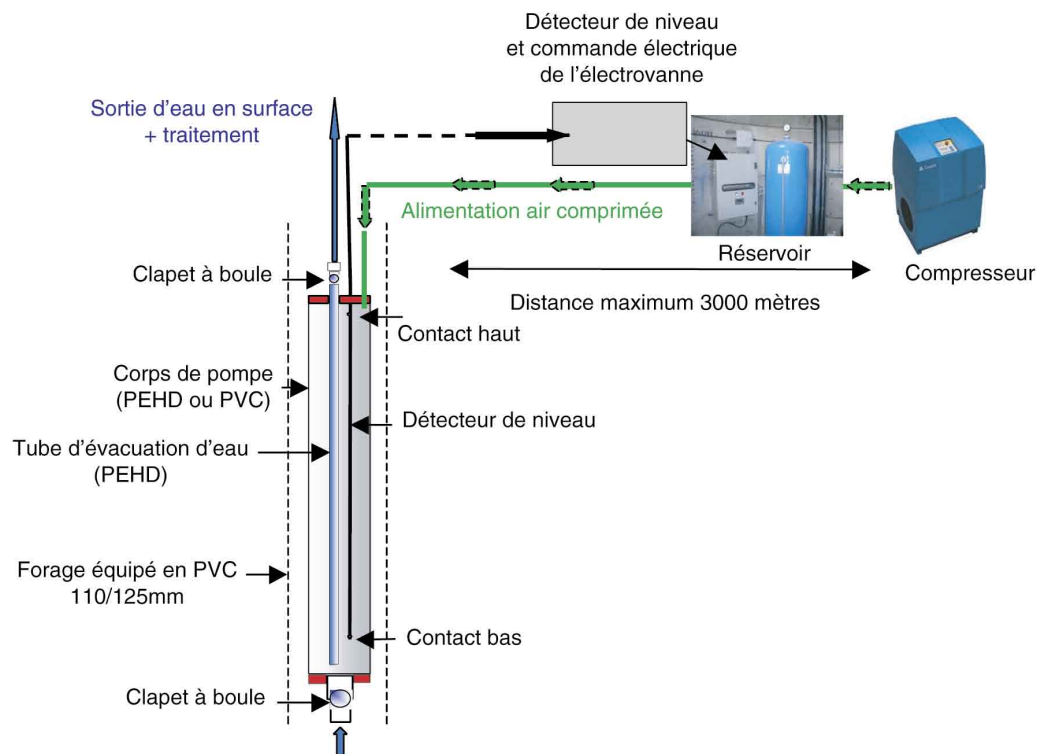 Détecteur de niveau
et commande électrique
de l'électrovanne
Sortie d'eau en surface
+ traitement
Alimentation air comprimée
Réservoir
Compresseur
Distance maximum 3000 mètres
Clapet à boule
Contact haut
Corps de pompe
(PEHD ou PVC)
Détecteur de niveau
Tube d'évacuation d'eau
(PEHD)
Forage équipé en PVC
110/125mm
Contact bas
Clapet à boule